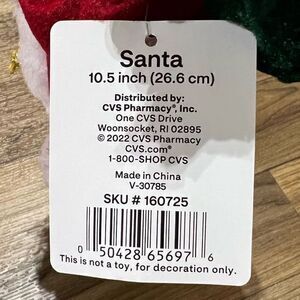 Santa
10.5 inch (26.6 cm)
Distributed by:
CVS Pharmacy®, Inc.
One CVS Drive
Woonsocket, RI 02895
© 2022 CVS Pharmacy
CVS.com®
1-800-SHOP CVS
Made in China
V-30785
SKU # 160725
0 50428 65697 6
This is not a toy, for decoration only.